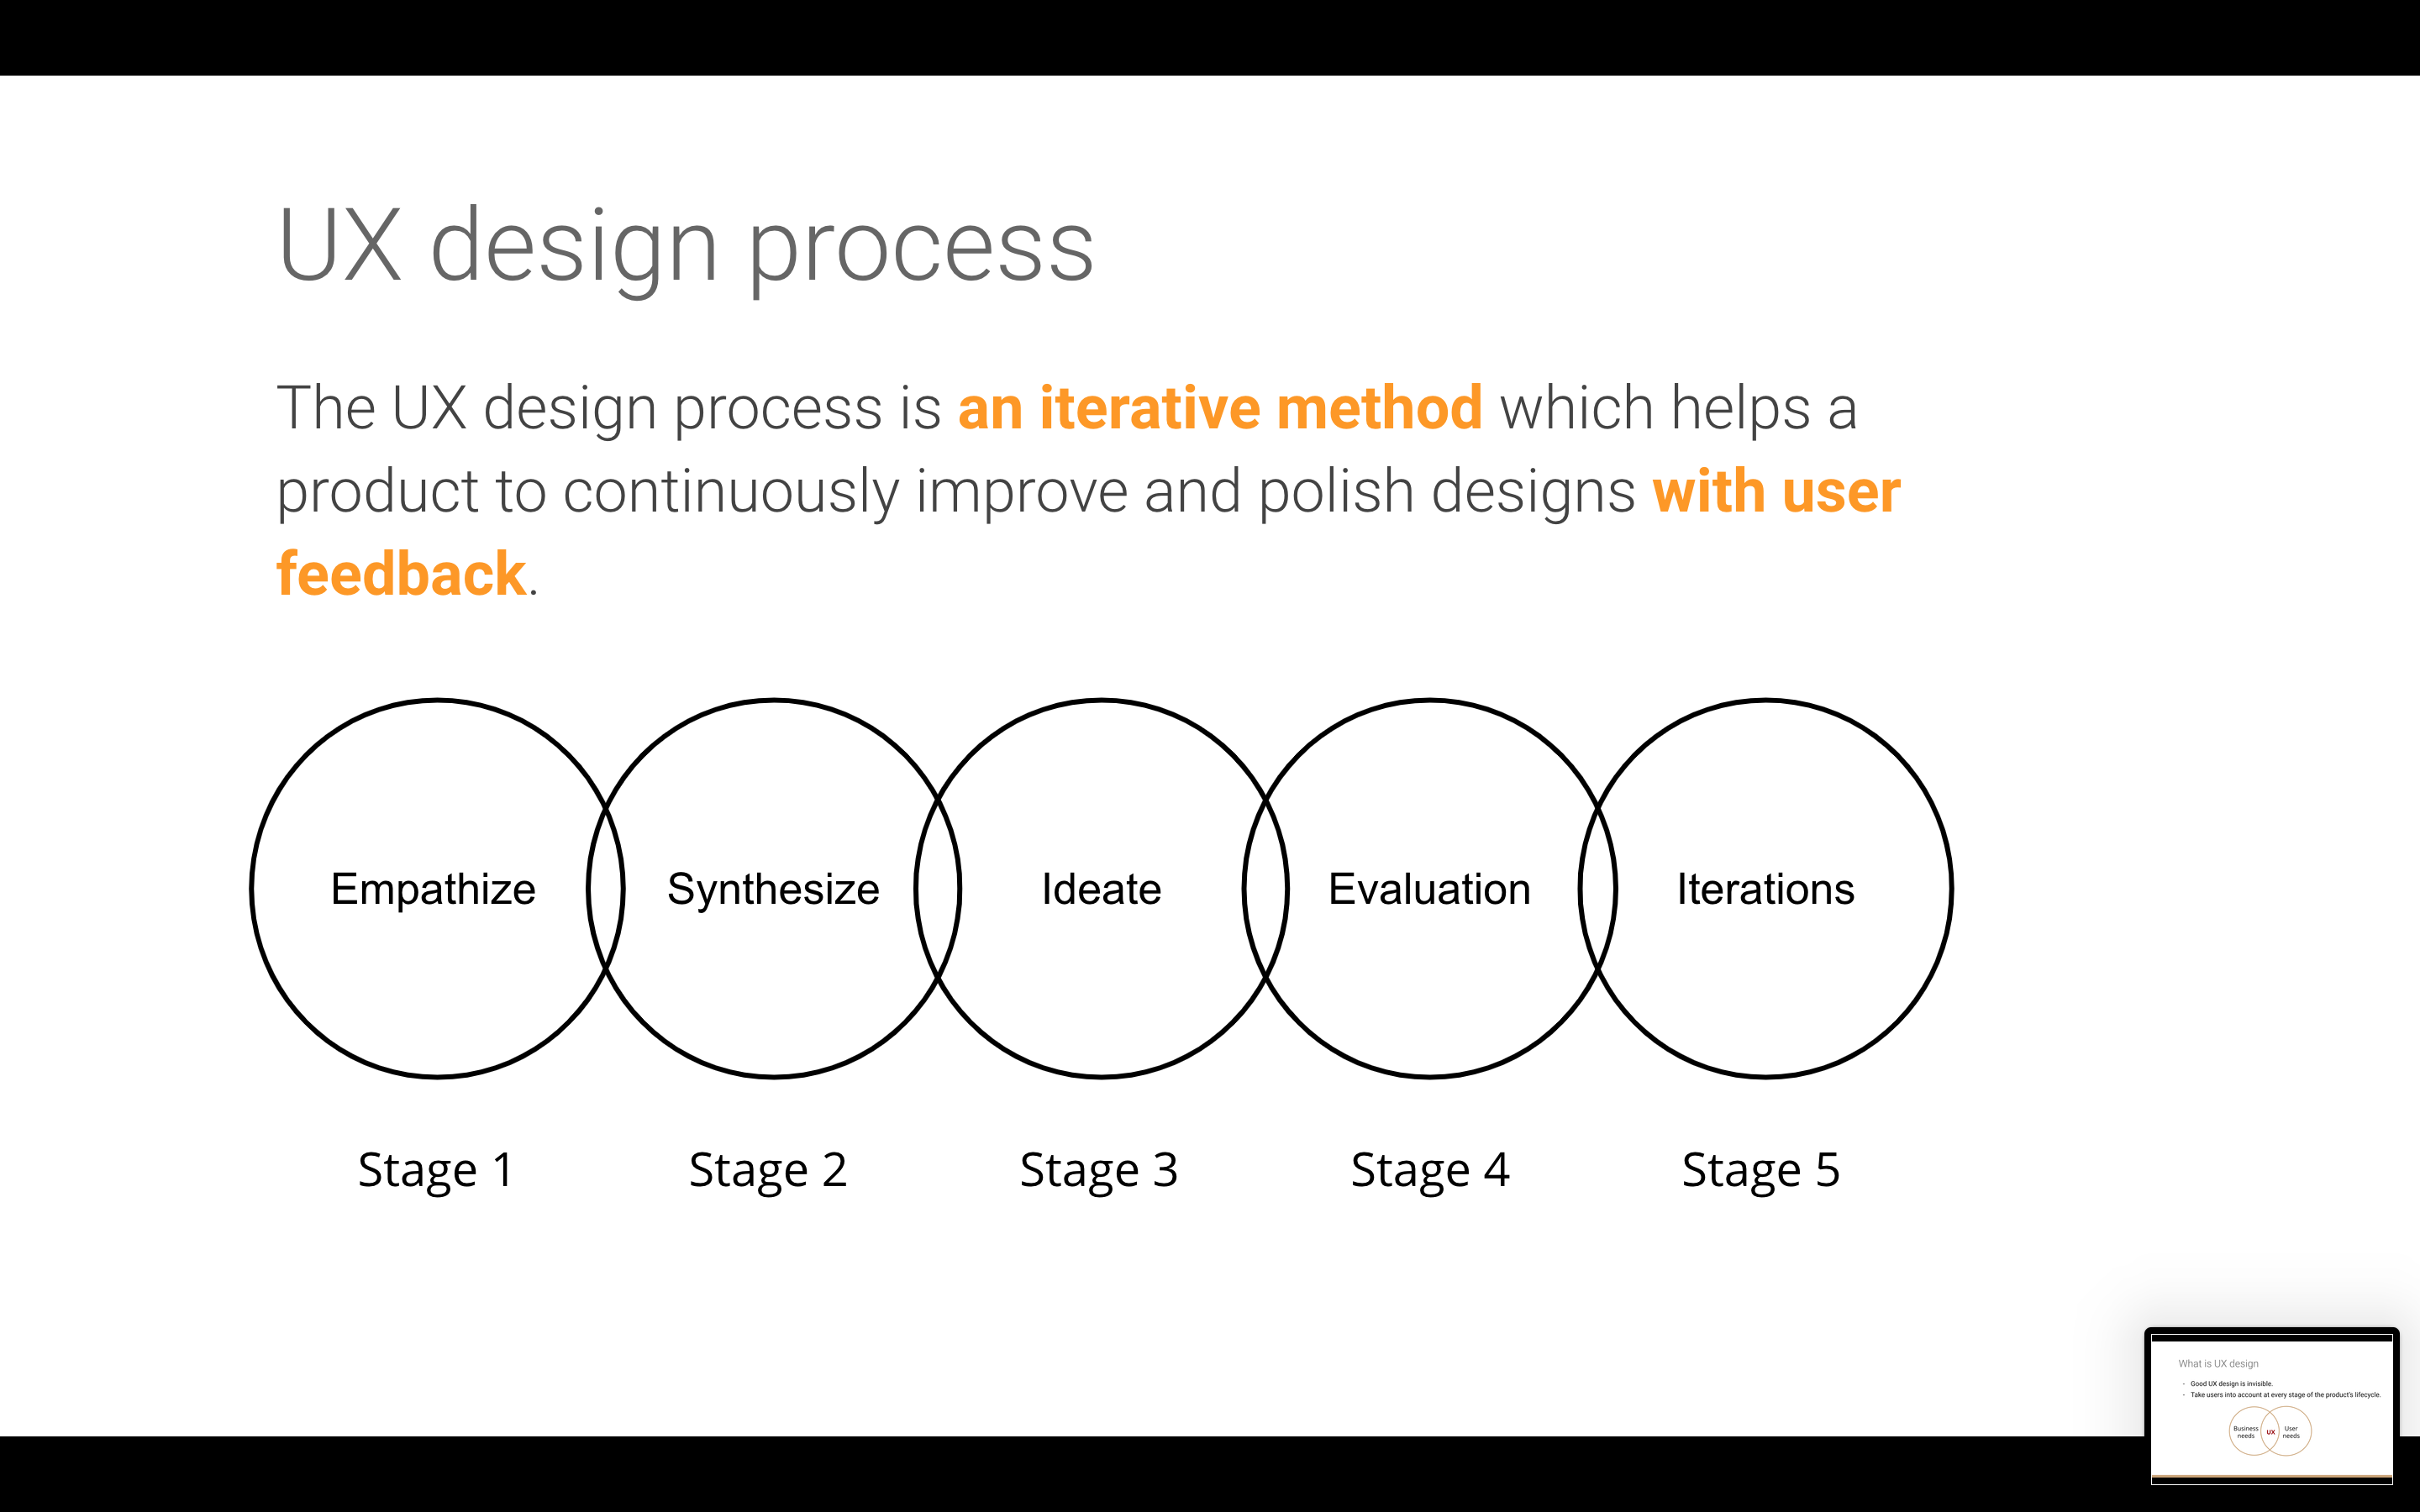 UX design process
The UX design process is an iterative method which helps a
product to continuously improve and polish designs with user
feedback.
Empathize
Synthesize
Ideate
Evaluation
Iterations
Stage 1
Stage 2
Stage 3
Stage 4
Stage 5
What is UX design
- Good UX design is invisible.
- Take users into account at every stage of the product's lifecycle.
Business
needs
UX
User
needs